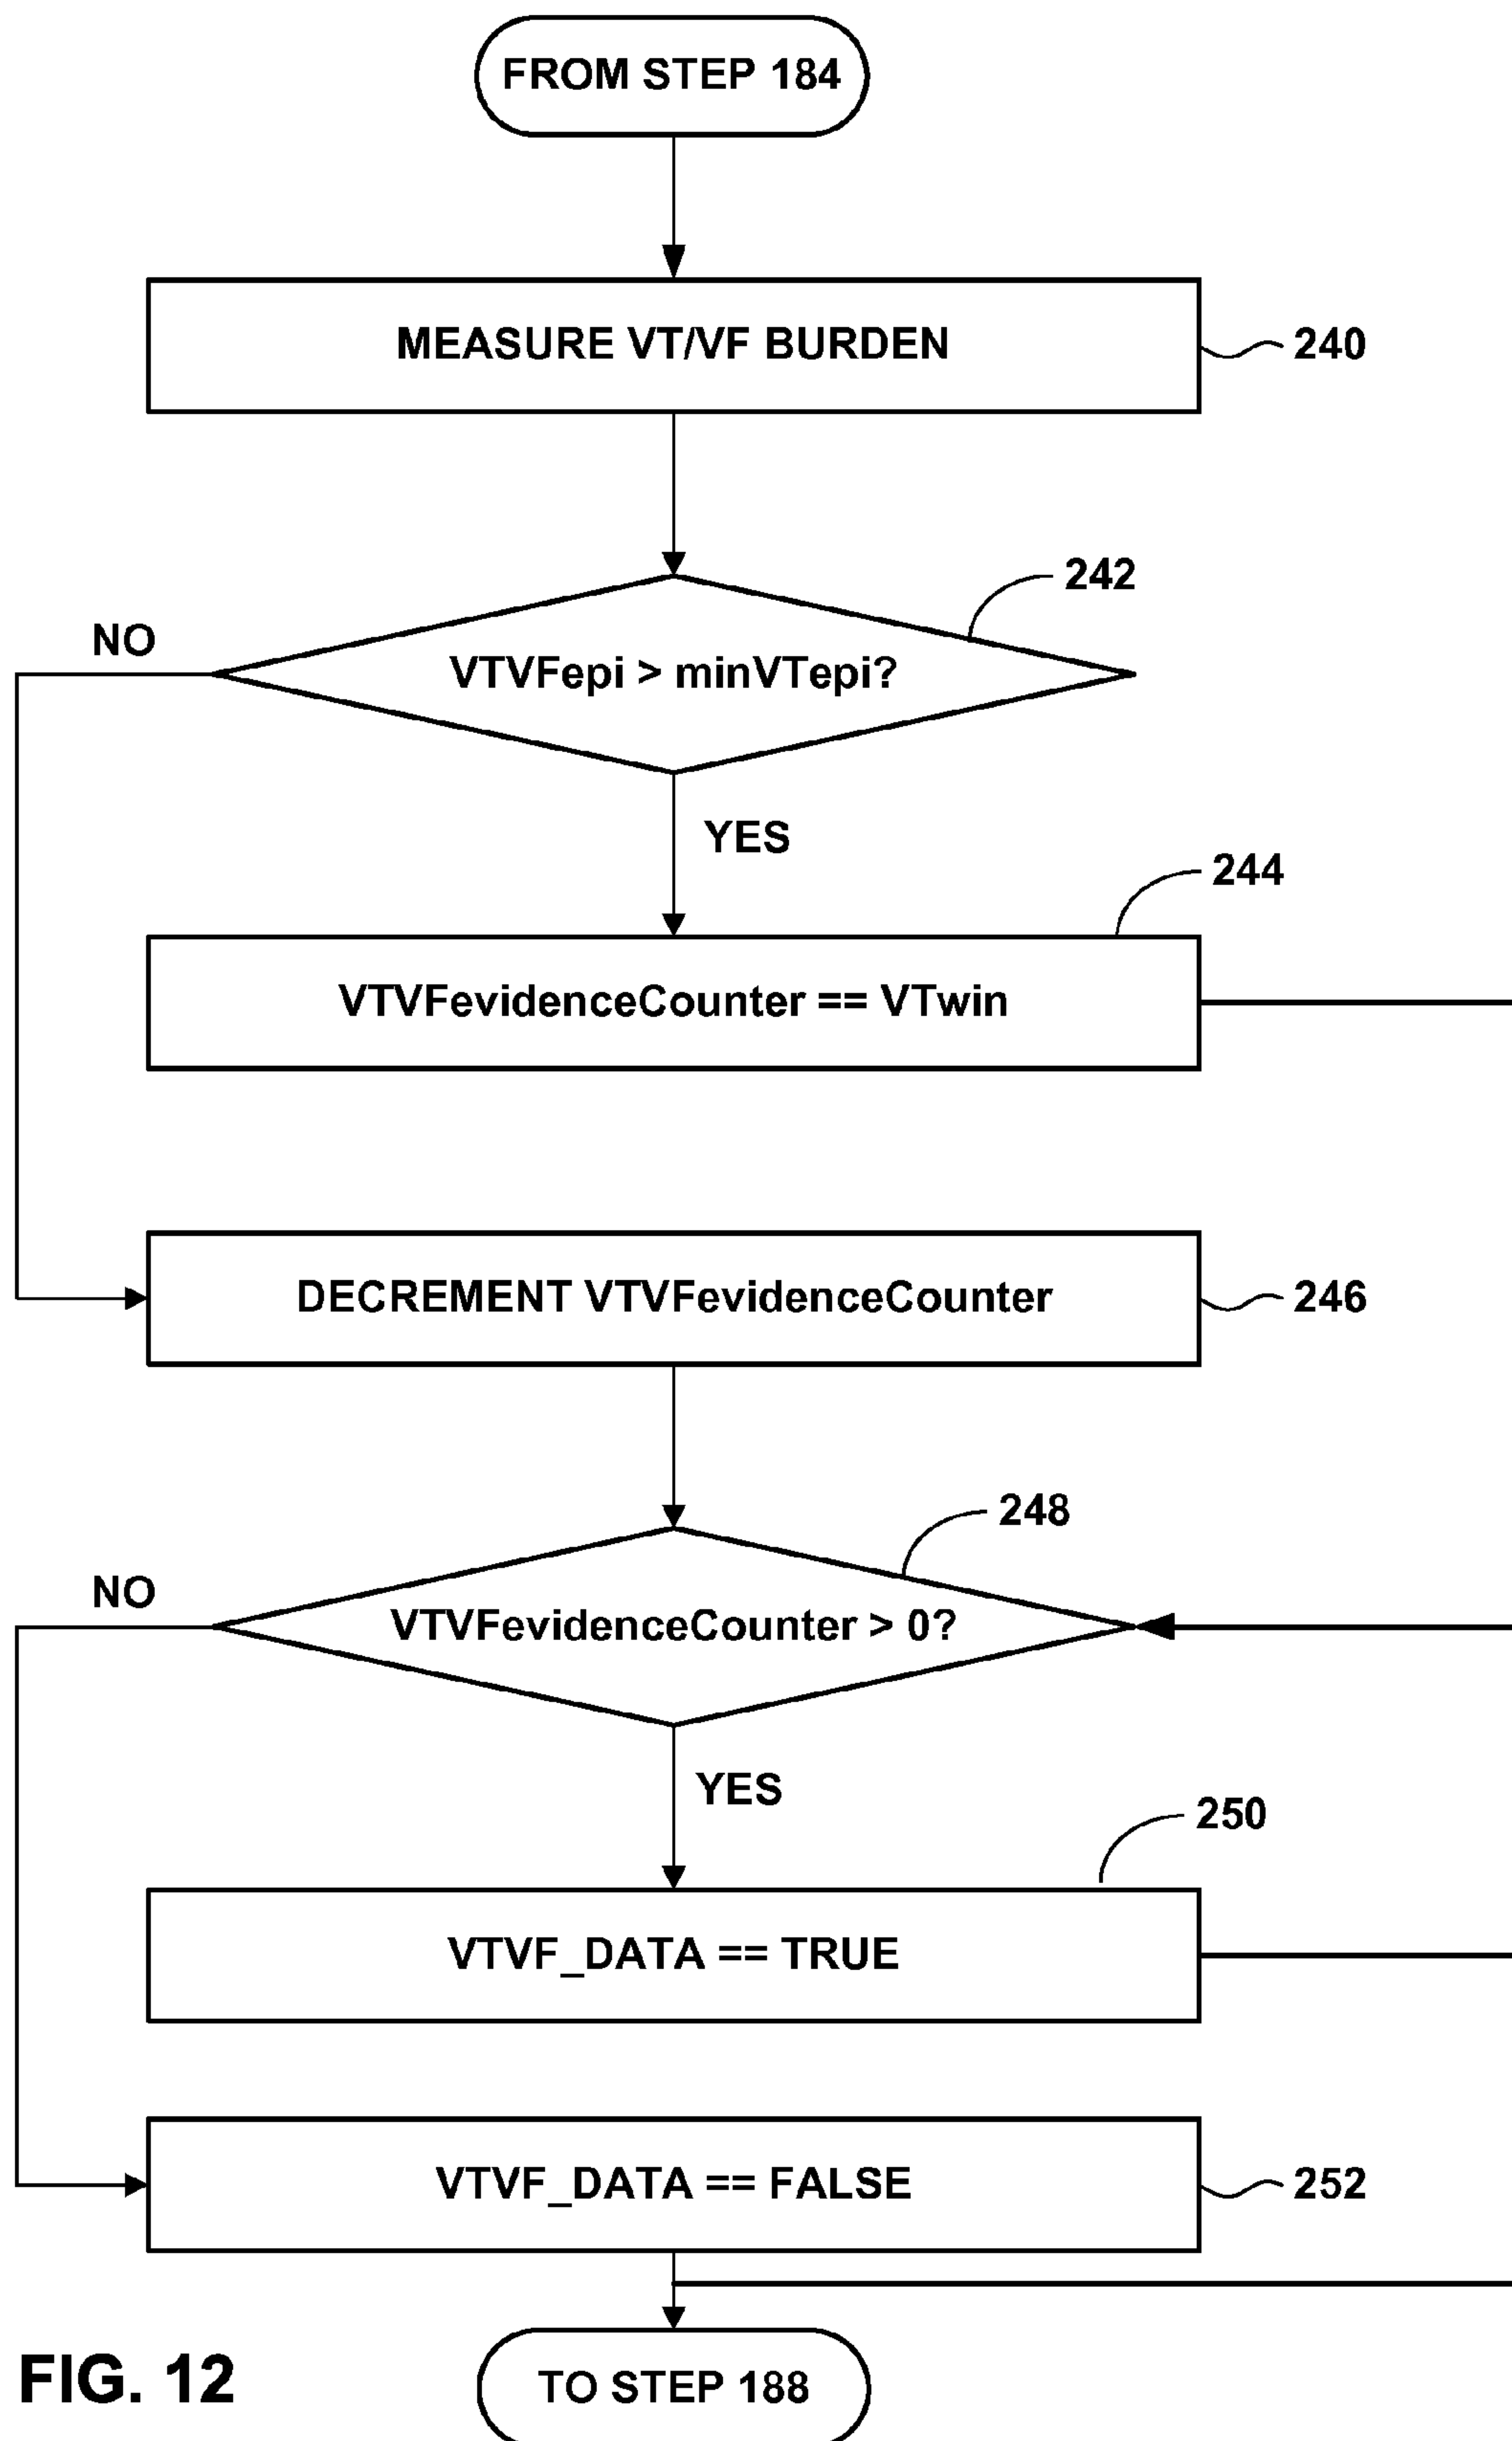 FROM STEP 184
MEASURE VT/VF BURDEN
240
242
NO
VTVFepi > minVTepi?
YES
244
VTVFevidenceCounter == VTwin
DECREMENT VTVFevidenceCounter
246
248
NO
VTVFevidenceCounter > 0?
YES
250
VTVF_DATA == TRUE
VTVF_DATA == FALSE
252
FIG. 12
TO STEP 188